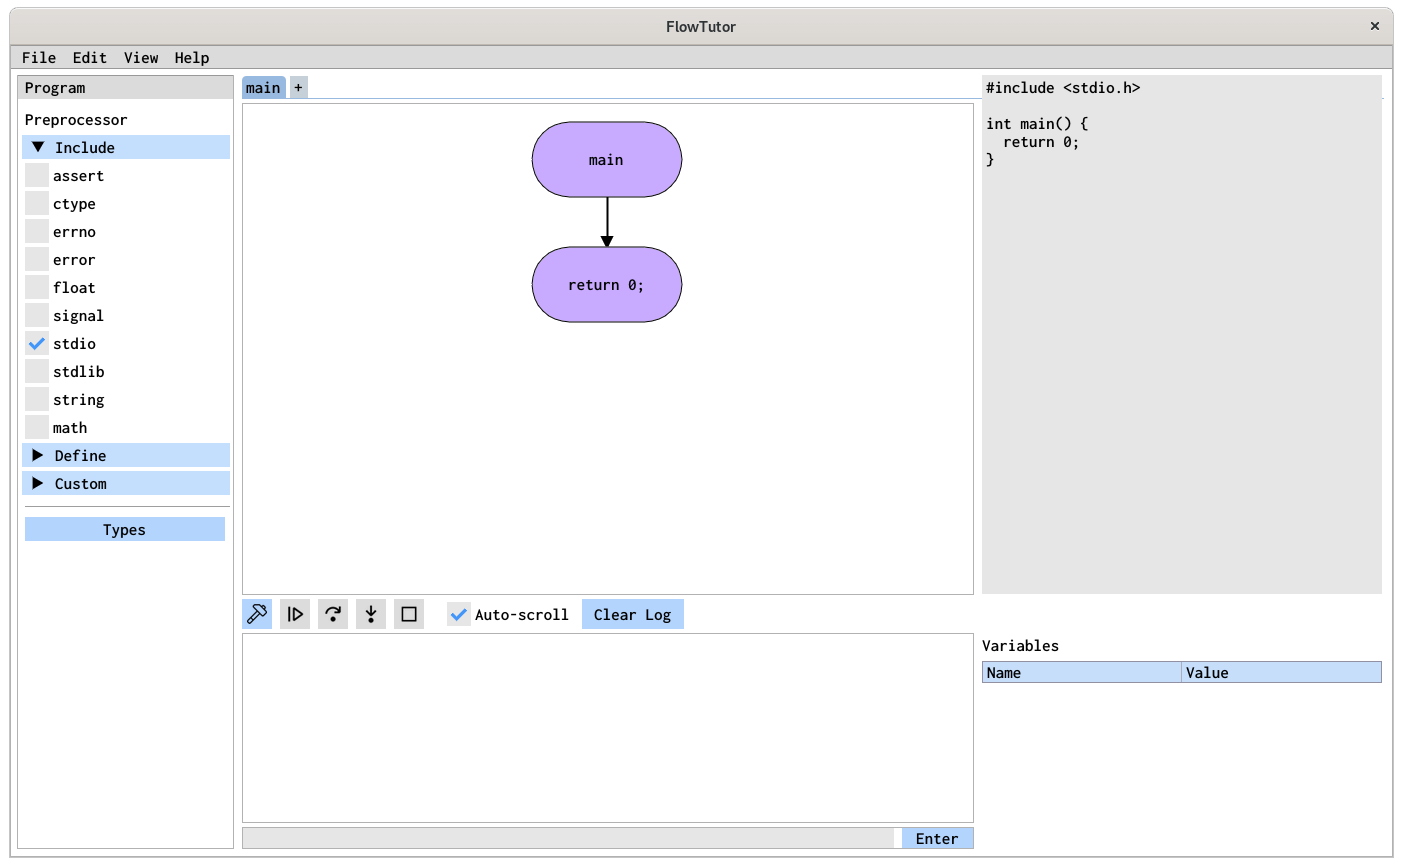 FlowTutor
×
File Edit View Help
Program
Preprocessor
Include
assert
ctype
errno
error
float
signal
stdio
stdlib
string
math
Define
Custom
Types
main +
main
return 0;
#include <stdio.h>
int main() {
return 0;
}
Auto-scroll Clear Log
Enter
Variables
Name Value